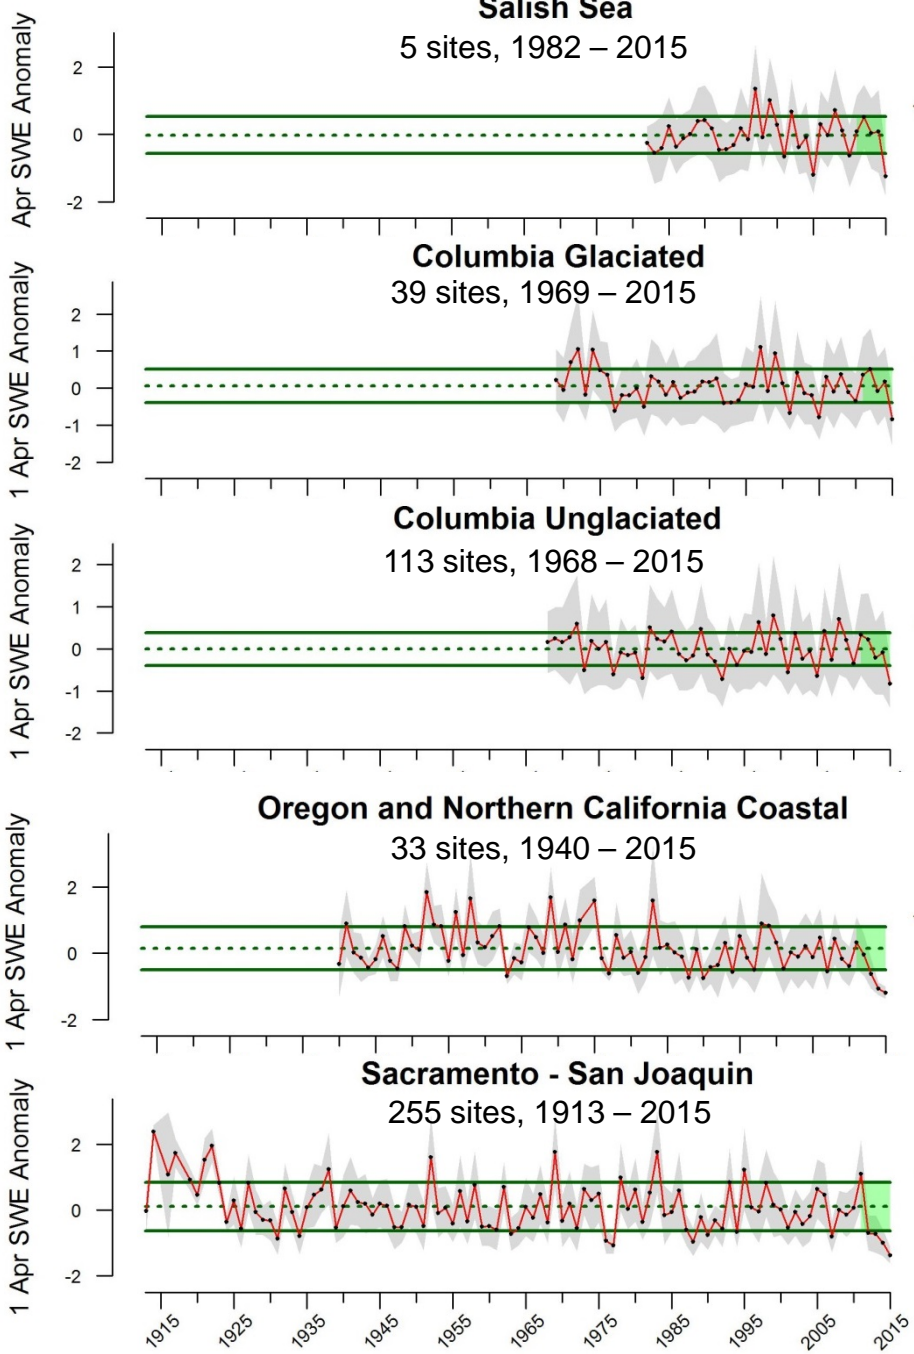 Salish Sea
5 sites, 1982 – 2015
Apr SWE Anomaly
2
0
-2
Columbia Glaciated
39 sites, 1969 – 2015
1 Apr SWE Anomaly
2
1
0
-1
-2
Columbia Unglaciated
113 sites, 1968 – 2015
1 Apr SWE Anomaly
2
1
0
-1
-2
Oregon and Northern California Coastal
33 sites, 1940 – 2015
1 Apr SWE Anomaly
2
0
-2
Sacramento - San Joaquin
255 sites, 1913 – 2015
1 Apr SWE Anomaly
2
0
-2
1915 1925 1935 1945 1955 1965 1975 1985 1995 2005 2015